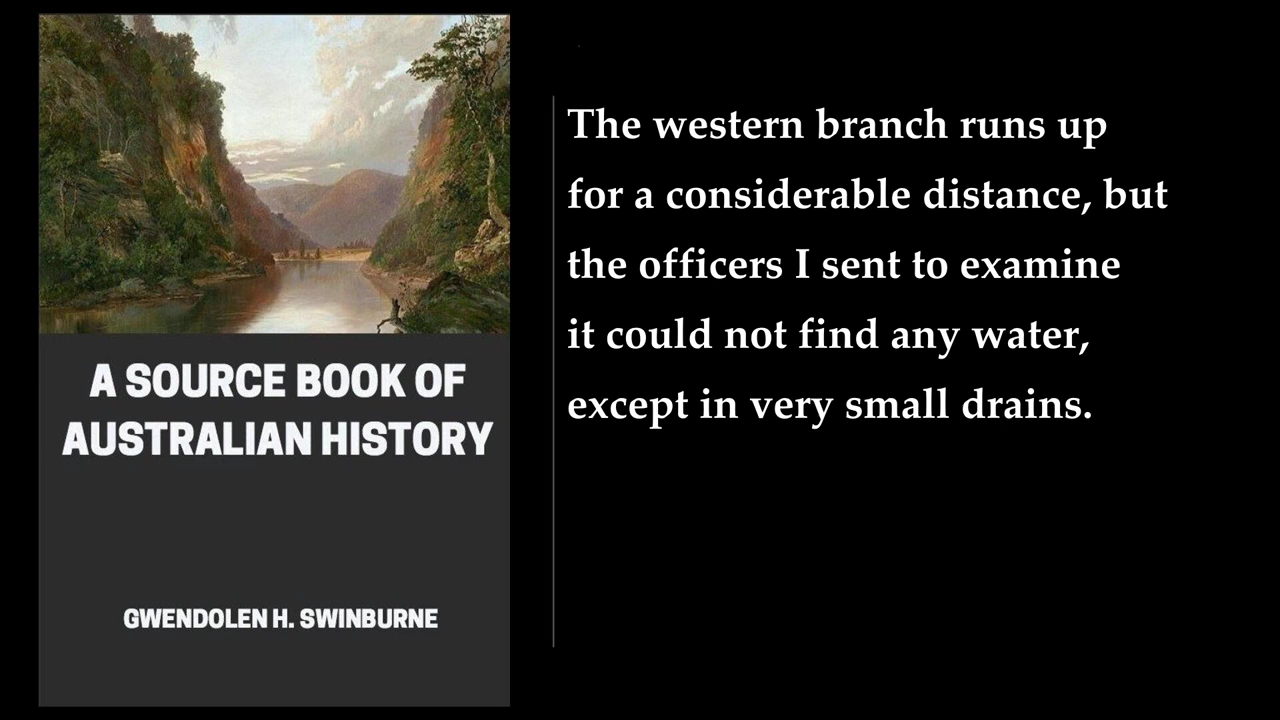 A SOURCE BOOK OF
AUSTRALIAN HISTORY
GWENDOLEN H. SWINBURNE
The western branch runs up
for a considerable distance, but
the officers I sent to examine
it could not find any water,
except in very small drains.